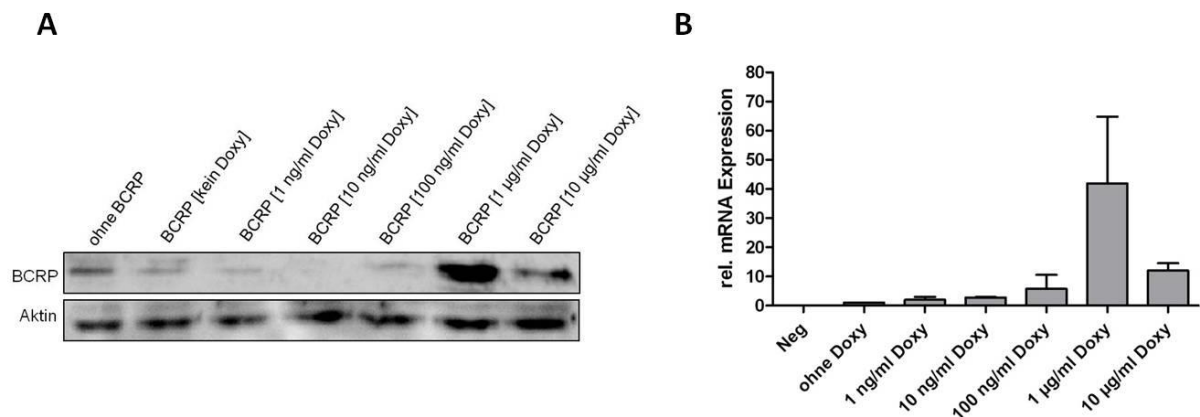 A
ohne BCRP
BCRP [kein Doxy]
BCRP [1 ng/ml Doxy]
BCRP [10 ng/ml Doxy]
BCRP [100 ng/ml Doxy]
BCRP [1 µg/ml Doxy]
BCRP [10 µg/ml Doxy]
BCRP
Aktin
B
rel. mRNA Expression
80
70
60
50
40
30
20
10
0
Neg
ohne Doxy
1 ng/ml Doxy
10 ng/ml Doxy
100 ng/ml Doxy
1 µg/ml Doxy
10 µg/ml Doxy